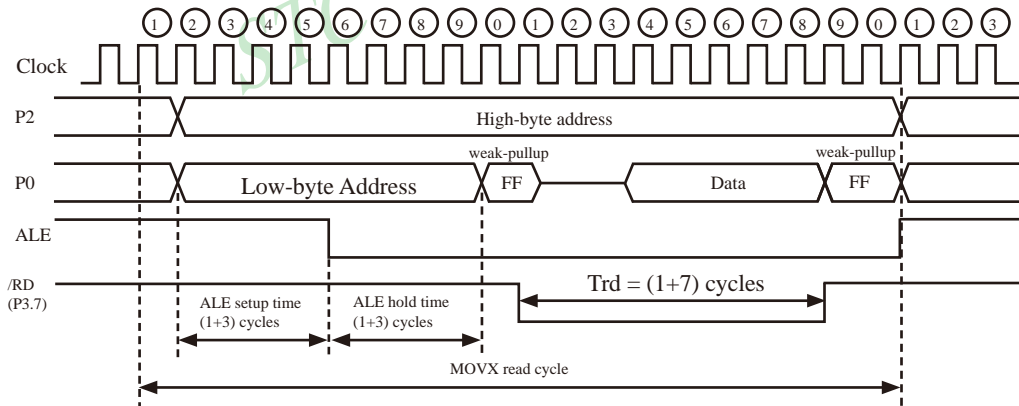 1 2 3 4 5 6 7 8 9 0 1 2 3 4 5 6 7 8 9 0 1 2 3
Clock
P2
High-byte address
weak-pullup
weak-pullup
P0
Low-byte Address
FF
Data
FF
ALE
/RD
(P3.7)
Trd = (1+7) cycles
ALE setup time
(1+3) cycles
ALE hold time
(1+3) cycles
MOVX read cycle